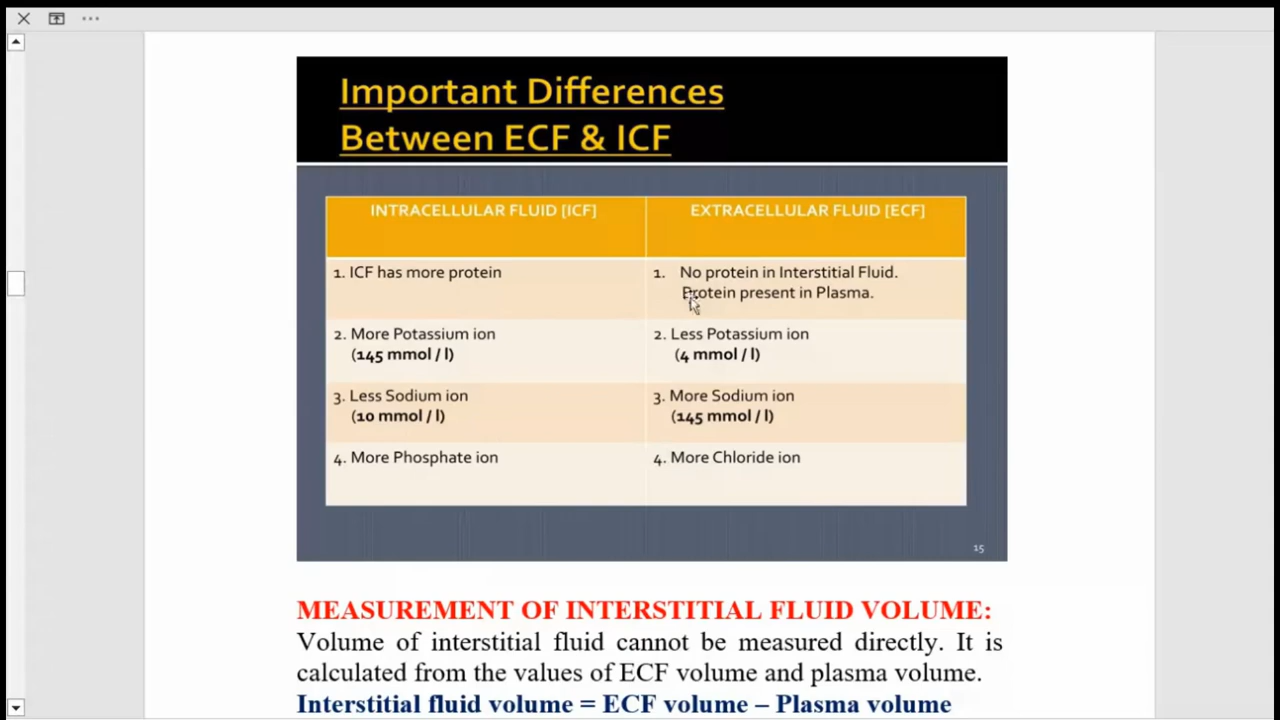 Important Differences
Between ECF & ICF
INTRACELLULAR FLUID [ICF]
EXTRACELLULAR FLUID [ECF]
1. ICF has more protein
1. No protein in Interstitial Fluid.
Protein present in Plasma.
2. More Potassium ion
(145 mmol / l)
2. Less Potassium ion
(4 mmol / l)
3. Less Sodium ion
(10 mmol / l)
3. More Sodium ion
(145 mmol / l)
4. More Phosphate ion
4. More Chloride ion
15
MEASUREMENT OF INTERSTITIAL FLUID VOLUME:
Volume of interstitial fluid cannot be measured directly. It is
calculated from the values of ECF volume and plasma volume.
Interstitial fluid volume = ECF volume – Plasma volume